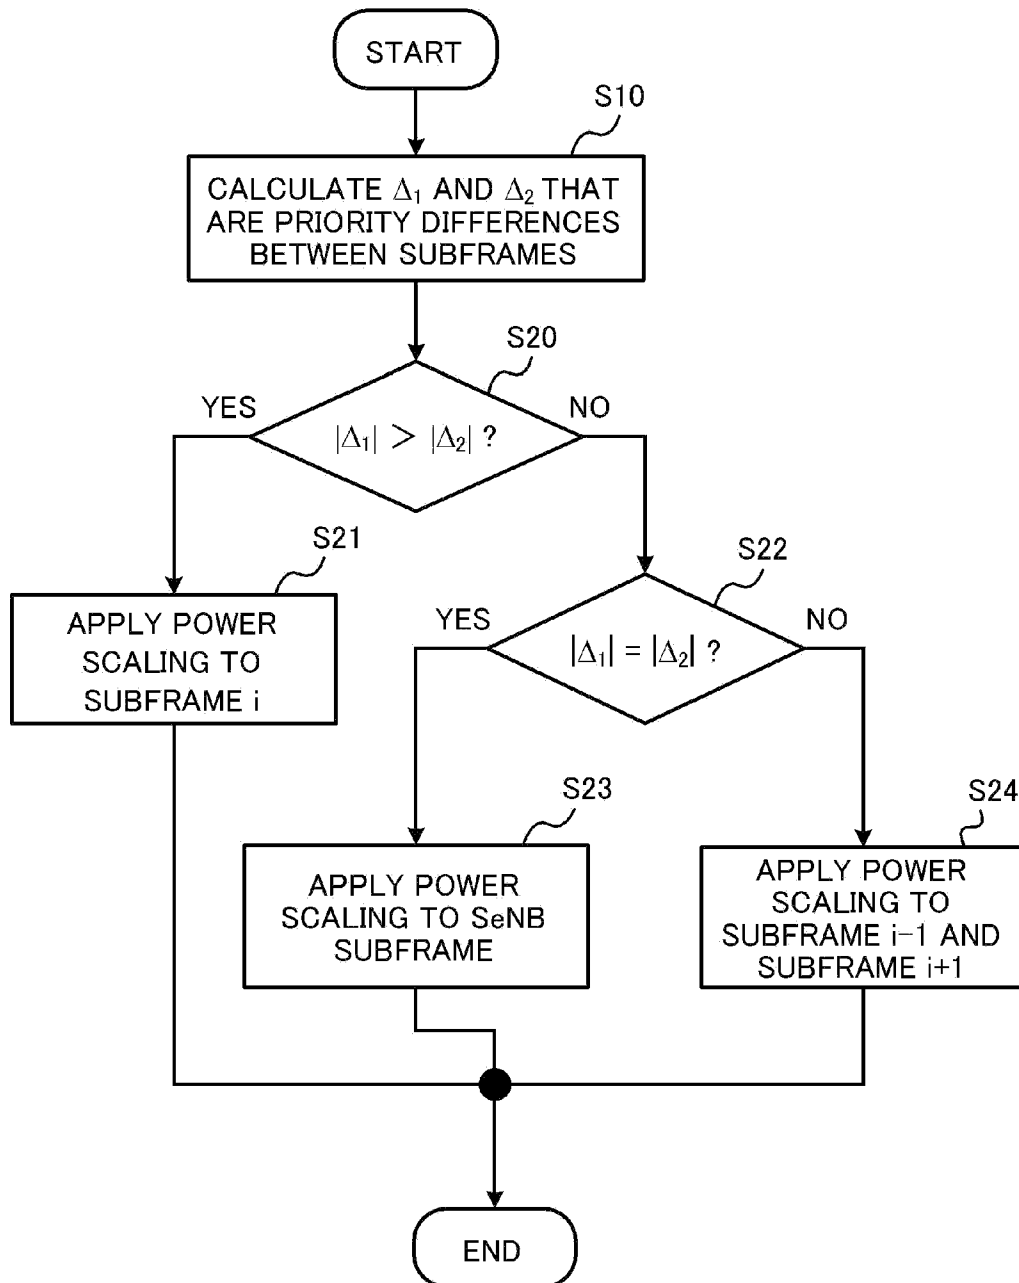 START
S10
CALCULATE Δ₁ AND Δ₂ THAT
ARE PRIORITY DIFFERENCES
BETWEEN SUBFRAMES
S20
YES
NO
|Δ₁| > |Δ₂| ?
S21
APPLY POWER
SCALING TO
SUBFRAME i
S22
YES
NO
|Δ₁| = |Δ₂| ?
S23
APPLY POWER
SCALING TO SeNB
SUBFRAME
S24
APPLY POWER
SCALING TO
SUBFRAME i−1 AND
SUBFRAME i+1
END